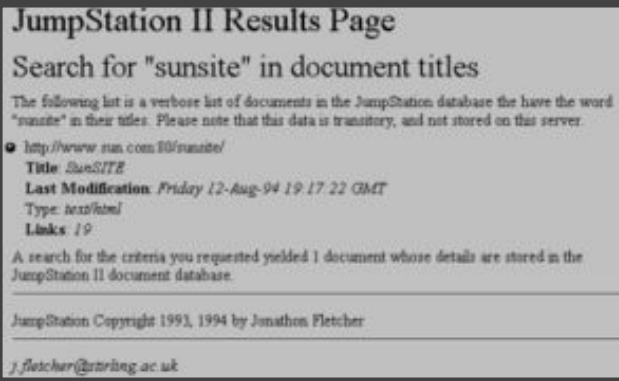 JumpStation II Results Page
Search for "sunsite" in document titles
The following list is a verbose list of documents in the JumpStation database the have the word
"sunsite" in their titles. Please note that this data is transitory, and not stored on this server.
http://www.sun.com:80/sunsite/
Title: SunSITE
Last Modification: Friday 12-Aug-94 19:17:22 GMT
Type: text/html
Links: 19
A search for the criteria you requested yielded 1 document whose details are stored in the
JumpStation II document database.
JumpStation Copyright 1993, 1994 by Jonathon Fletcher
j.fletcher@stirling.ac.uk